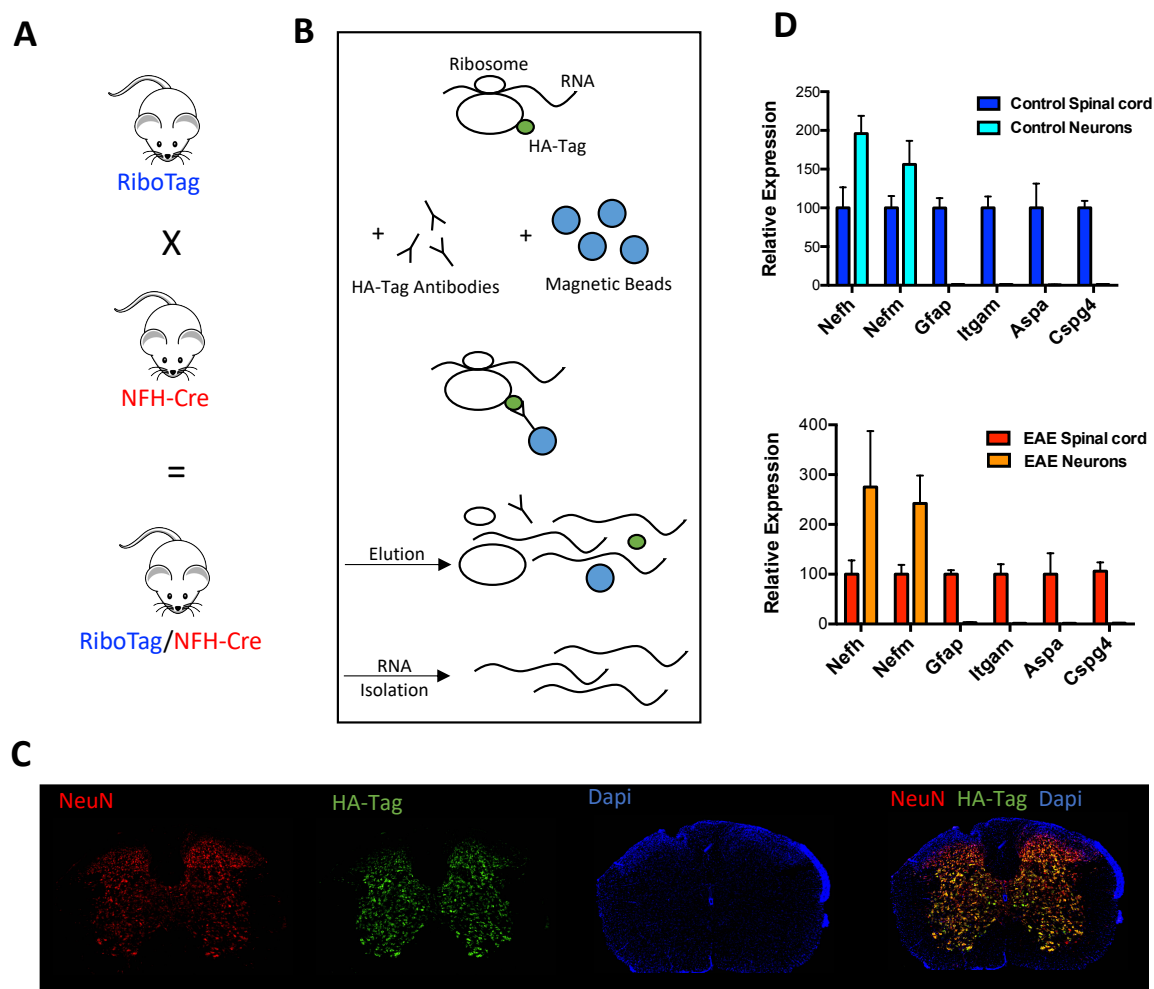 A
RiboTag
X
NFH-Cre
=
RiboTag/NFH-Cre
B
Ribosome
RNA
HA-Tag
+
+
HA-Tag Antibodies
Magnetic Beads
Elution
RNA
Isolation
D
Relative Expression
250
200
150
100
50
0
Control Spinal cord
Control Neurons
Nefh
Nefm
Gfap
Itgam
Aspa
Cspg4
Relative Expression
400
300
200
100
0
EAE Spinal cord
EAE Neurons
Nefh
Nefm
Gfap
Itgam
Aspa
Cspg4
C
NeuN
HA-Tag
Dapi
NeuN HA-Tag Dapi